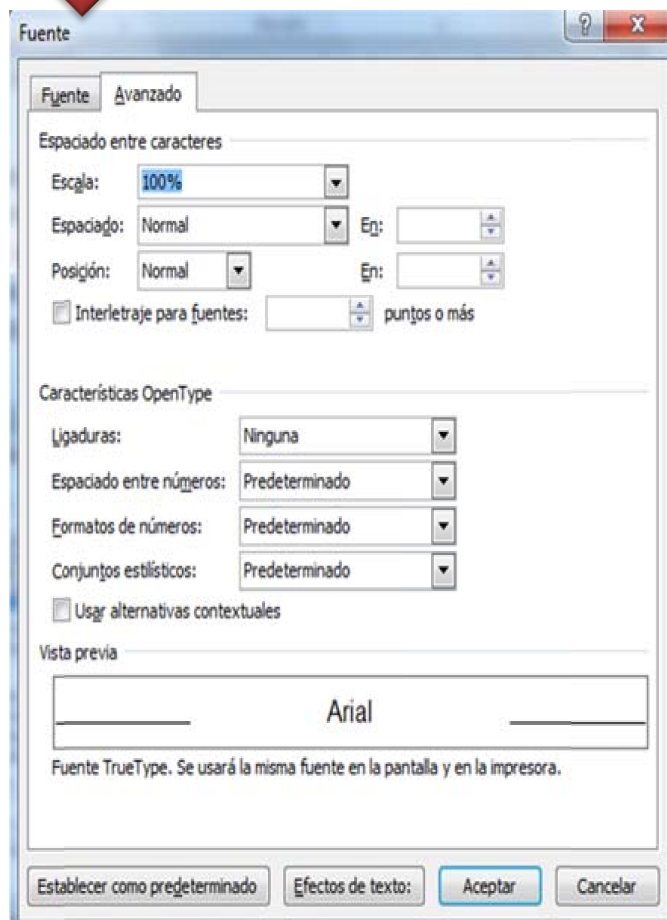 Fuente
Fuente Avanzado
Espaciado entre caracteres
Escala: 100%
Espaciado: Normal En:
Posición: Normal En:
Interletraje para fuentes: puntos o más
Características OpenType
Ligaduras: Ninguna
Espaciado entre números: Predeterminado
Formatos de números: Predeterminado
Conjuntos estilísticos: Predeterminado
Usar alternativas contextuales
Vista previa
Arial
Fuente TrueType. Se usará la misma fuente en la pantalla y en la impresora.
Establecer como predeterminado Efectos de texto: Aceptar Cancelar